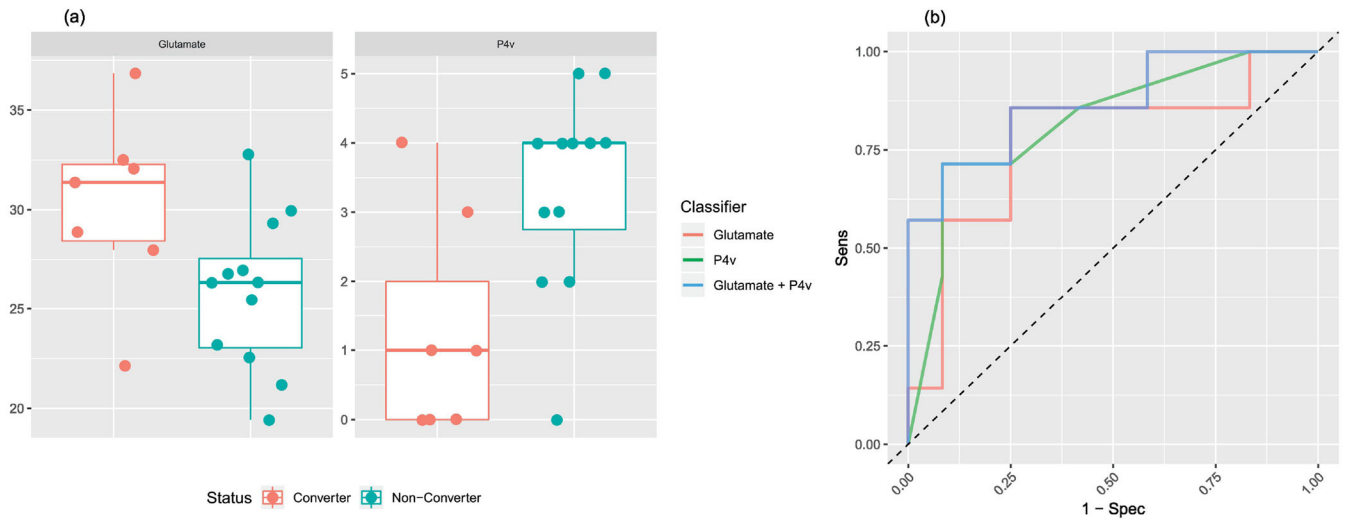 (a)
Glutamate
P4v
35
30
25
20
5
4
3
2
1
0
Status
Converter
Non−Converter
Classifier
Glutamate
P4v
Glutamate + P4v
(b)
Sens
1.00
0.75
0.50
0.25
0.00
0.00
0.25
0.50
0.75
1.00
1 − Spec